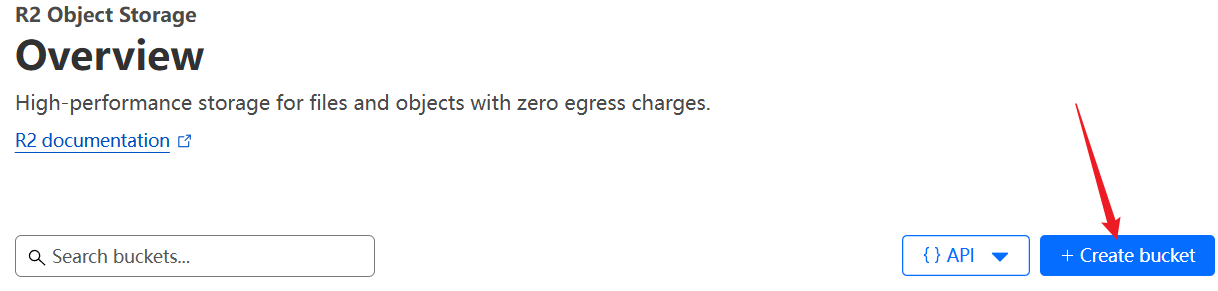 R2 Object Storage
Overview
High-performance storage for files and objects with zero egress charges.
R2 documentation
Search buckets...
{ } API
+ Create bucket